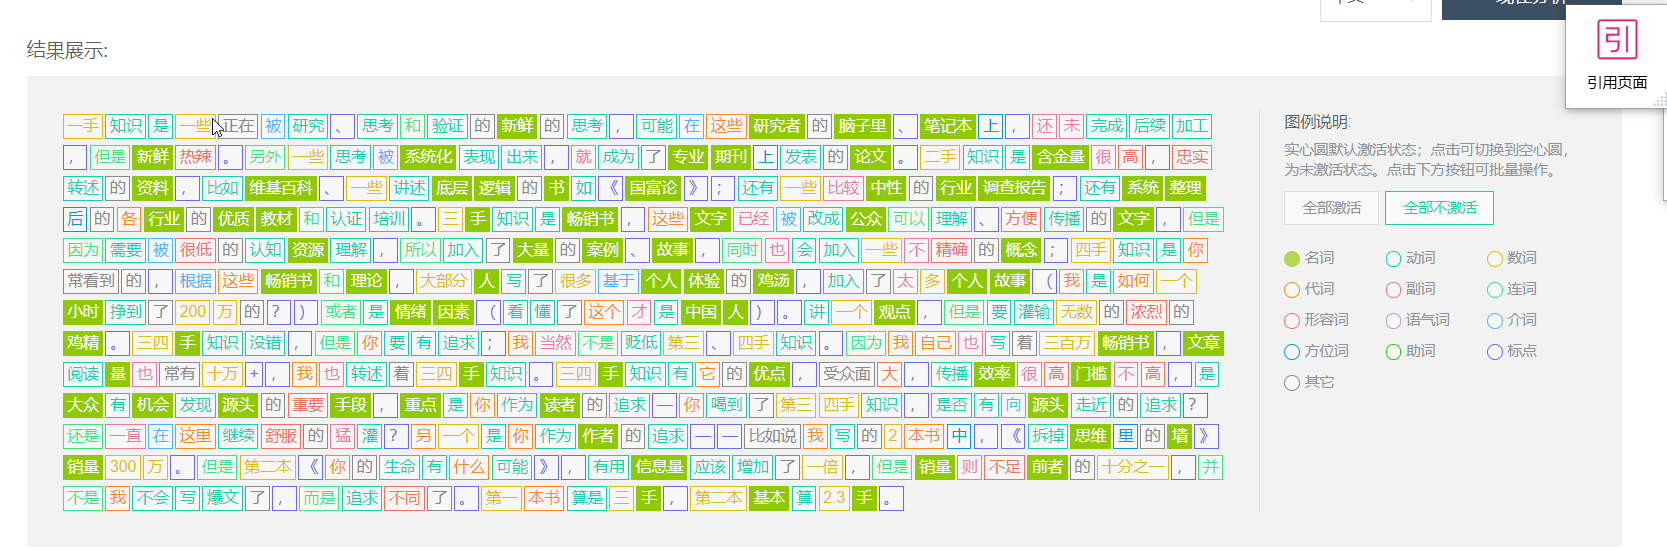 引
引用页面
结果展示:
一手 知识 是 一些 正在 被 研究 、 思考 和 验证 的 新鲜 的 思考 ， 可能 在 这些 研究者 的 脑子里 、 笔记本 上 ， 还 未 完成 后续 加工
， 但是 新鲜 热辣 。 另外 一些 思考 被 系统化 表现 出来 ， 就 成为 了 专业 期刊 上 发表 的 论文 。 二手 知识 是 含金量 很 高 ， 忠实
转述 的 资料 ， 比如 维基百科 、 一些 讲述 底层 逻辑 的 书 如 《 国富论 》 ； 还有 一些 比较 中性 的 行业 调查报告 ； 还有 系统 整理
后 的 各 行业 的 优质 教材 和 认证 培训 。 三 手 知识 是 畅销书 ， 这些 文字 已经 被 改成 公众 可以 理解 、 方便 传播 的 文字 ， 但是
因为 需要 被 很低 的 认知 资源 理解 ， 所以 加入 了 大量 的 案例 、 故事 ， 同时 也 会 加入 一些 不 精确 的 概念 ； 四手 知识 是 你
常看到 的 ， 根据 这些 畅销书 和 理论 ， 大部分 人 写 了 很多 基于 个人 体验 的 鸡汤 ， 加入 了 太 多 个人 故事 （ 我 是 如何 一个
小时 挣到 了 200 万 的 ？ ） 或者 是 情绪 因素 （ 看 懂 了 这个 才 是 中国 人 ） 。 讲 一个 观点 ， 但是 要 灌输 无数 的 浓烈 的
鸡精 。 三四 手 知识 没错 ， 但是 你 要 有 追求 ； 我 当然 不是 贬低 第三 、 四手 知识 。 因为 我 自己 也 写 着 三百万 畅销书 ， 文章
阅读 量 也 常有 十万 + ， 我 也 转述 着 三四 手 知识 。 三四 手 知识 有 它 的 优点 ， 受众面 大 ， 传播 效率 很 高 门槛 不 高 ， 是
大众 有 机会 发现 源头 的 重要 手段 ， 重点 是 你 作为 读者 的 追求 — 你 喝到 了 第三 四手 知识 ， 是否 有 向 源头 走近 的 追求 ？
还是 一直 在 这里 继续 舒服 的 猛 灌 ？ 另 一个 是 你 作为 作者 的 追求 — — 比如说 我 写 的 2 本书 中 ， 《 拆掉 思维 里 的 墙 》
销量 300 万 。 但是 第二本 《 你 的 生命 有 什么 可能 》 ， 有用 信息量 应该 增加 了 一倍 ， 但是 销量 则 不足 前者 的 十分之一 ， 并
不是 我 不会 写 爆文 了 ， 而是 追求 不同 了 。 第一 本书 算是 三 手 ， 第二本 基本 算 2.3 手 。
图例说明:
实心圆默认激活状态；点击可切换到空心圆，
为未激活状态。点击下方按钮可批量操作。
全部激活 全部不激活
名词 动词 数词
代词 副词 连词
形容词 语气词 介词
方位词 助词 标点
其它